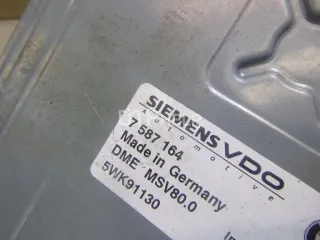 SIEMENS VDO
Automotive
7 587 164
Made in Germany
DME MSV80.0
5WK91130